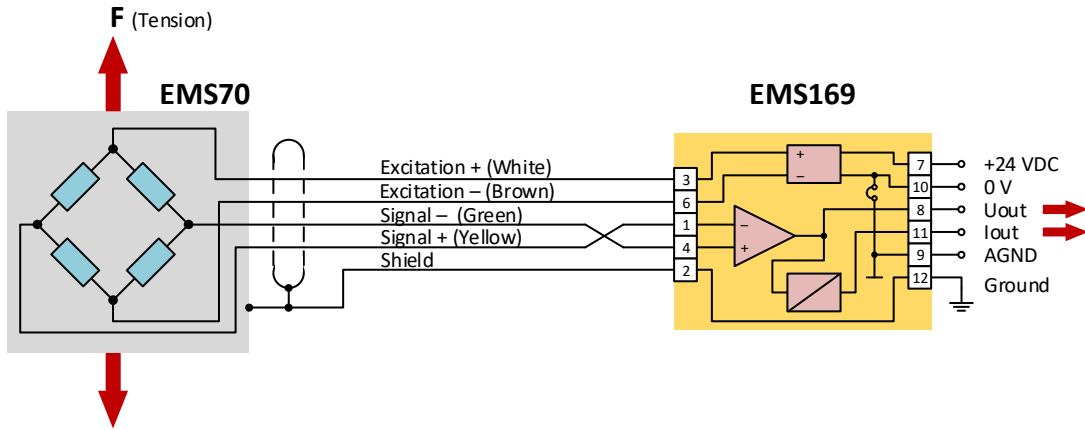 F (Tension)
EMS70
EMS169
Excitation + (White)
Excitation – (Brown)
Signal – (Green)
Signal + (Yellow)
Shield
3
6
1
4
2
+
–
–
+
7
10
8
11
9
12
+24 VDC
0 V
Uout
Iout
AGND
Ground